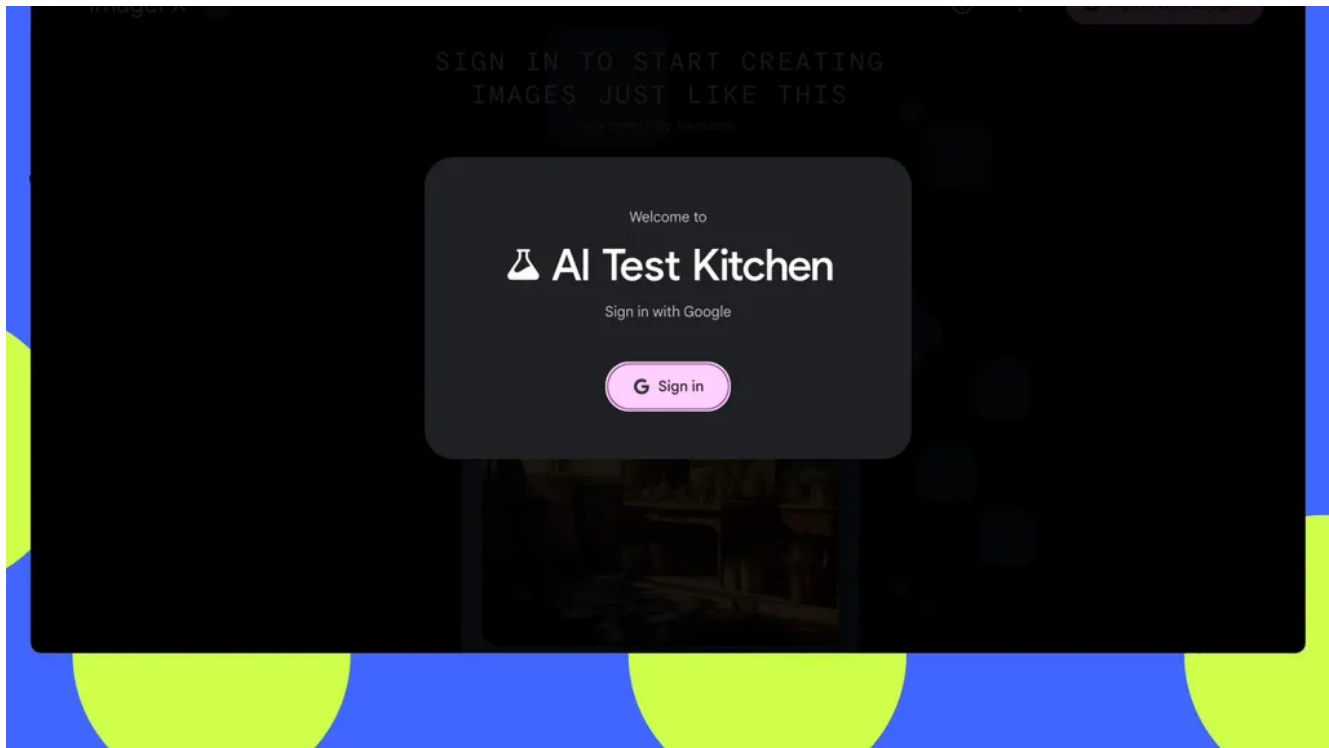 ImageFX
SIGN IN TO START CREATING
IMAGES JUST LIKE THIS
Welcome to
AI Test Kitchen
Sign in with Google
G Sign in